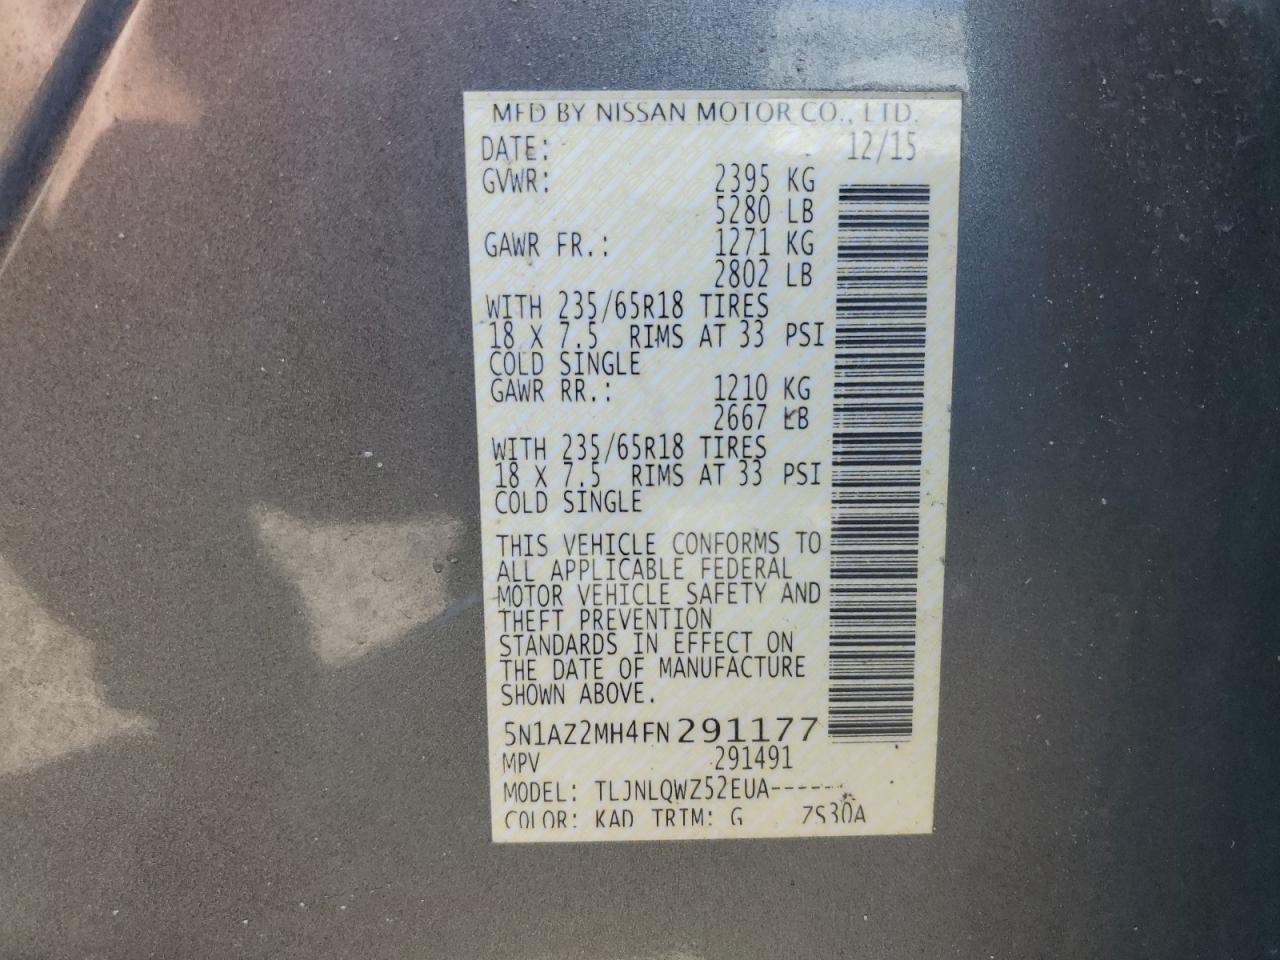 MFD BY NISSAN MOTOR CO., LTD.
DATE: 12/15
GVWR: 2395 KG
5280 LB
GAWR FR.: 1271 KG
2802 LB
WITH 235/65R18 TIRES
18 X 7.5 RIMS AT 33 PSI
COLD SINGLE
GAWR RR.: 1210 KG
2667 LB
WITH 235/65R18 TIRES
18 X 7.5 RIMS AT 33 PSI
COLD SINGLE
THIS VEHICLE CONFORMS TO
ALL APPLICABLE FEDERAL
MOTOR VEHICLE SAFETY AND
THEFT PREVENTION
STANDARDS IN EFFECT ON
THE DATE OF MANUFACTURE
SHOWN ABOVE.
5N1AZ2MH4FN291177
MPV 291491
MODEL: TLJNLQWZ52EUA-----
COLOR: KAD TRIM: G ZS30A